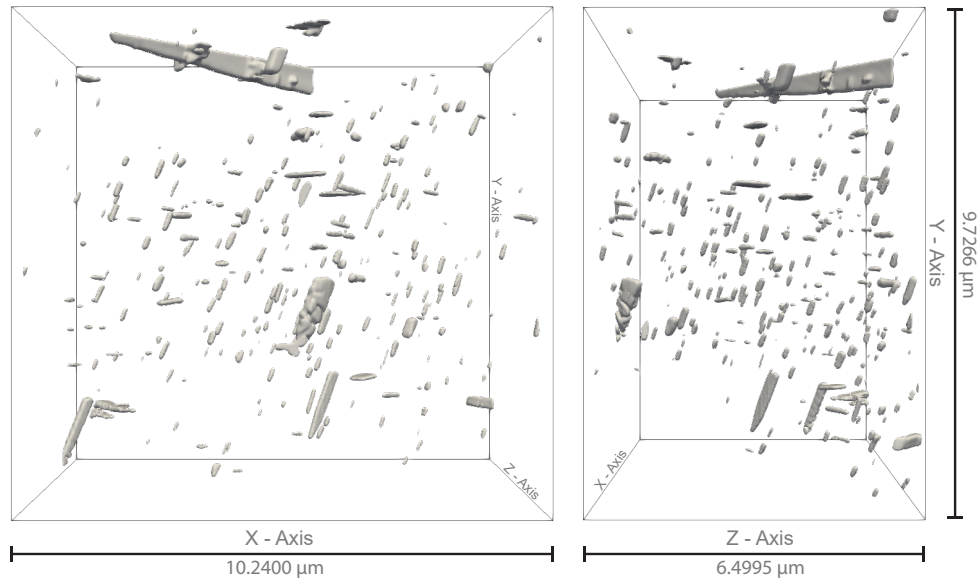 Y - Axis
Z - Axis
X - Axis
10.2400 µm
X - Axis
Y - Axis
9.7266 µm
Z - Axis
6.4995 µm